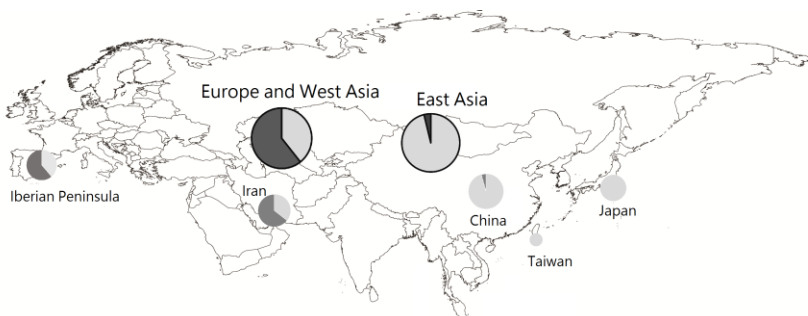 Europe and West Asia
East Asia
Iberian Peninsula
Iran
China
Japan
Taiwan